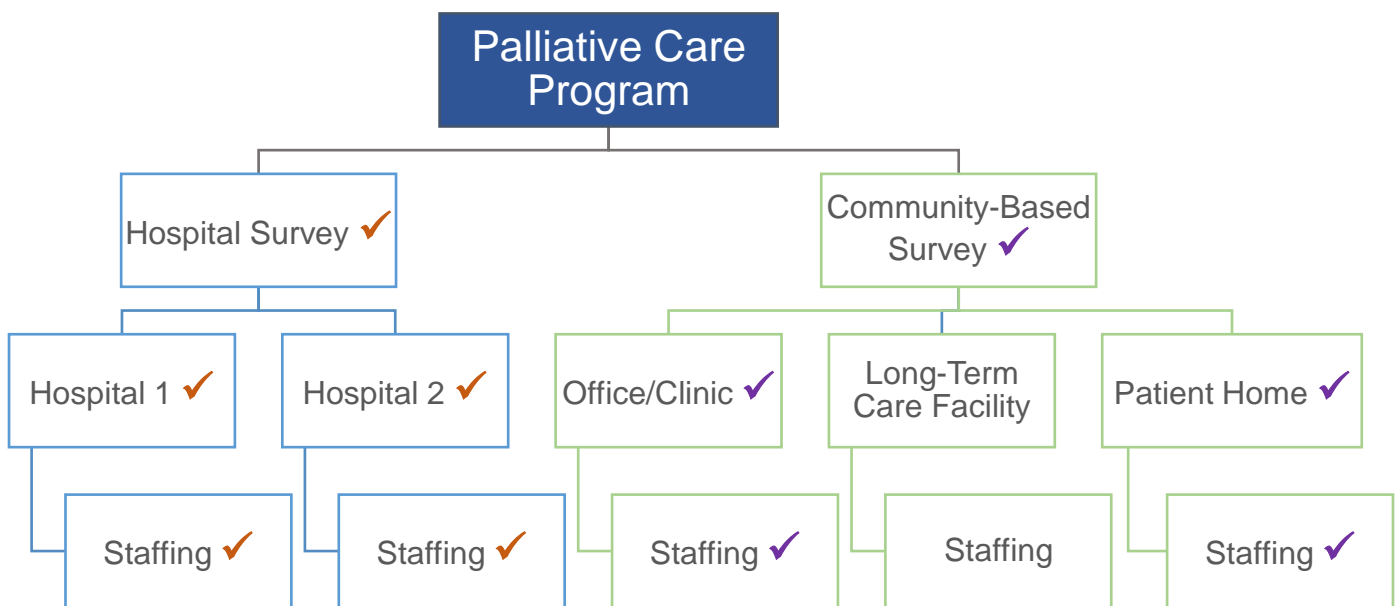 Palliative Care
Program
Hospital Survey ✓
Community-Based
Survey ✓
Hospital 1 ✓
Hospital 2 ✓
Office/Clinic ✓
Long-Term
Care Facility
Patient Home ✓
Staffing ✓
Staffing ✓
Staffing ✓
Staffing
Staffing ✓